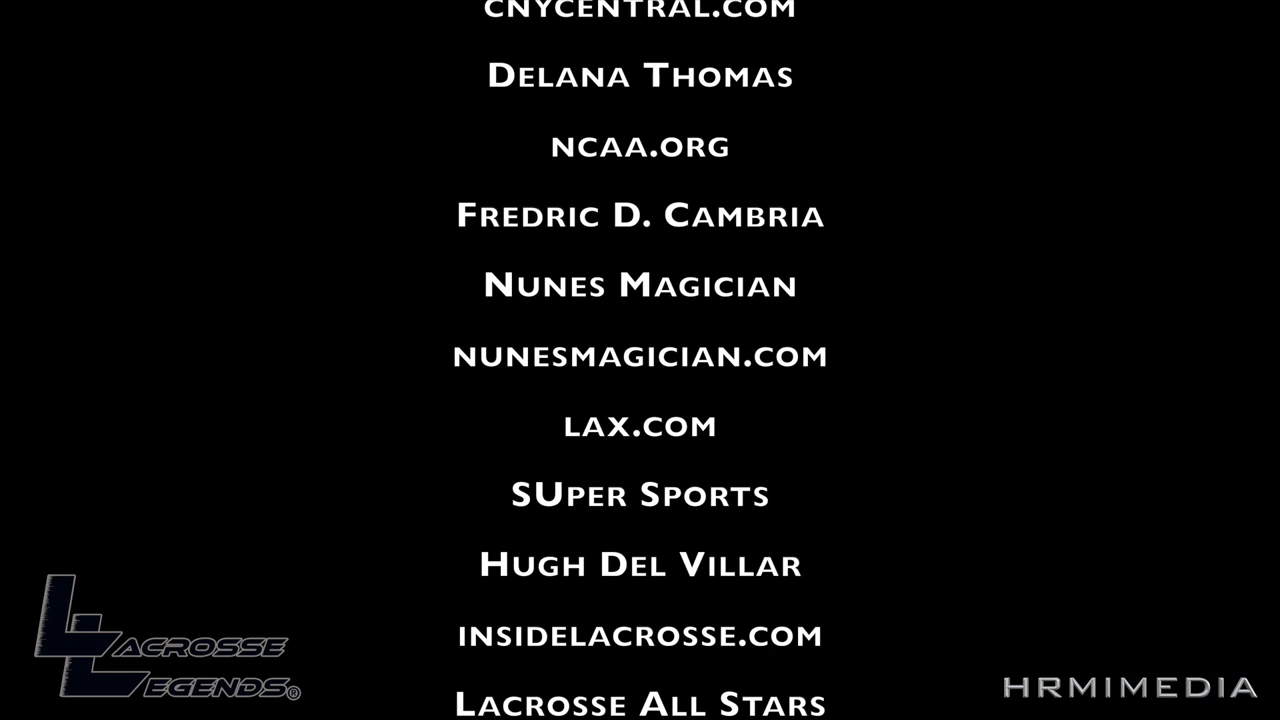 CNYCENTRAL.COM
DELANA THOMAS
NCAA.ORG
FREDRIC D. CAMBRIA
NUNES MAGICIAN
NUNESMAGICIAN.COM
LAX.COM
SUPER SPORTS
HUGH DEL VILLAR
INSIDELACROSSE.COM
LACROSSE ALL STARS
LACROSSE
LEGENDS®
HRMIMEDIA